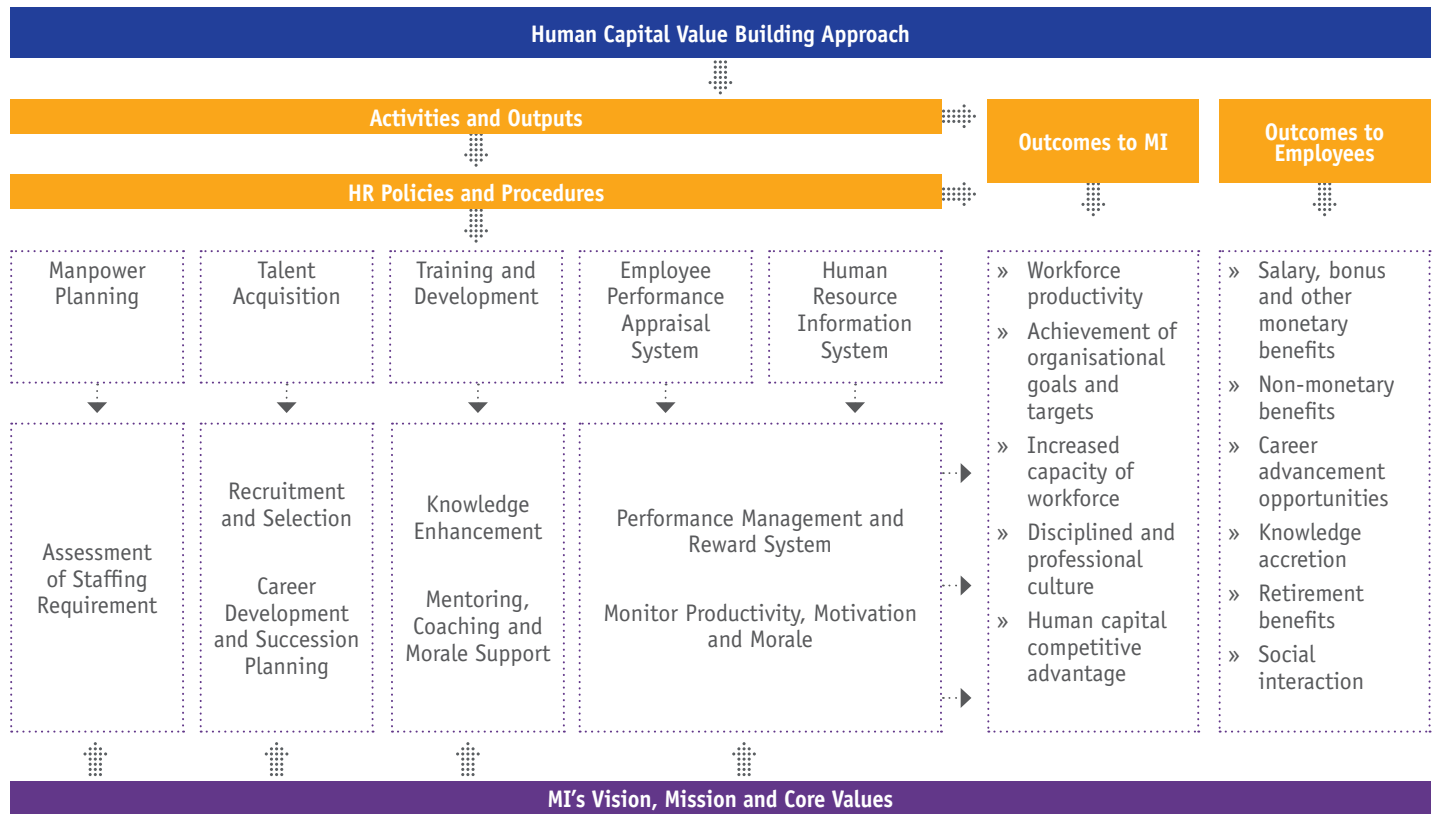 Human Capital Value Building Approach
Activities and Outputs
HR Policies and Procedures
Outcomes to MI
Outcomes to
Employees
Manpower
Planning
Talent
Acquisition
Training and
Development
Employee
Performance
Appraisal
System
Human
Resource
Information
System
Assessment
of Staffing
Requirement
Recruitment
and Selection
Career
Development
and Succession
Planning
Knowledge
Enhancement
Mentoring,
Coaching and
Morale Support
Performance Management and
Reward System
Monitor Productivity, Motivation
and Morale
» Workforce
productivity
» Achievement of
organisational
goals and
targets
» Increased
capacity of
workforce
» Disciplined and
professional
culture
» Human capital
competitive
advantage
» Salary, bonus
and other
monetary
benefits
» Non-monetary
benefits
» Career
advancement
opportunities
» Knowledge
accretion
» Retirement
benefits
» Social
interaction
MI's Vision, Mission and Core Values